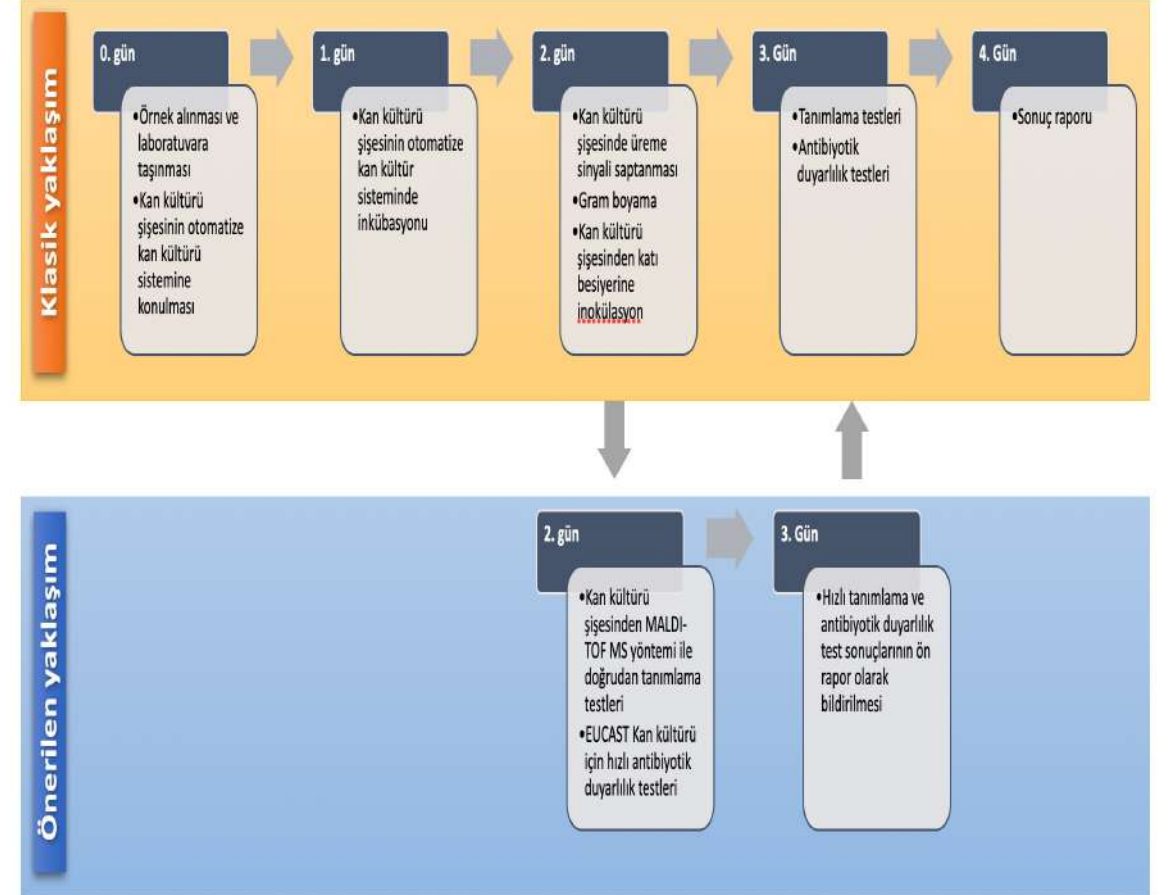 Klasik yaklaşım
0. gün
•Örnek alınması ve
laboratuvara
taşınması
•Kan kültürü
şişesinin otomatize
kan kültürü
sistemine
konulması
1. gün
•Kan kültürü
şişesinin otomatize
kan kültür
sisteminde
inkübasyonu
2. gün
•Kan kültürü
şişesinde üreme
sinyali saptanması
•Gram boyama
•Kan kültürü
şişesinden katı
besiyerine
inokülasyon
3. Gün
•Tanımlama testleri
•Antibiyotik
duyarlılık testleri
4. Gün
•Sonuç raporu
Önerilen yaklaşım
2. gün
•Kan kültürü
şişesinden MALDI-
TOF MS yöntemi ile
doğrudan tanımlama
testleri
•EUCAST Kan kültürü
için hızlı antibiyotik
duyarlılık testleri
3. Gün
•Hızlı tanımlama ve
antibiyotik duyarlılık
test sonuçlarının ön
rapor olarak
bildirilmesi